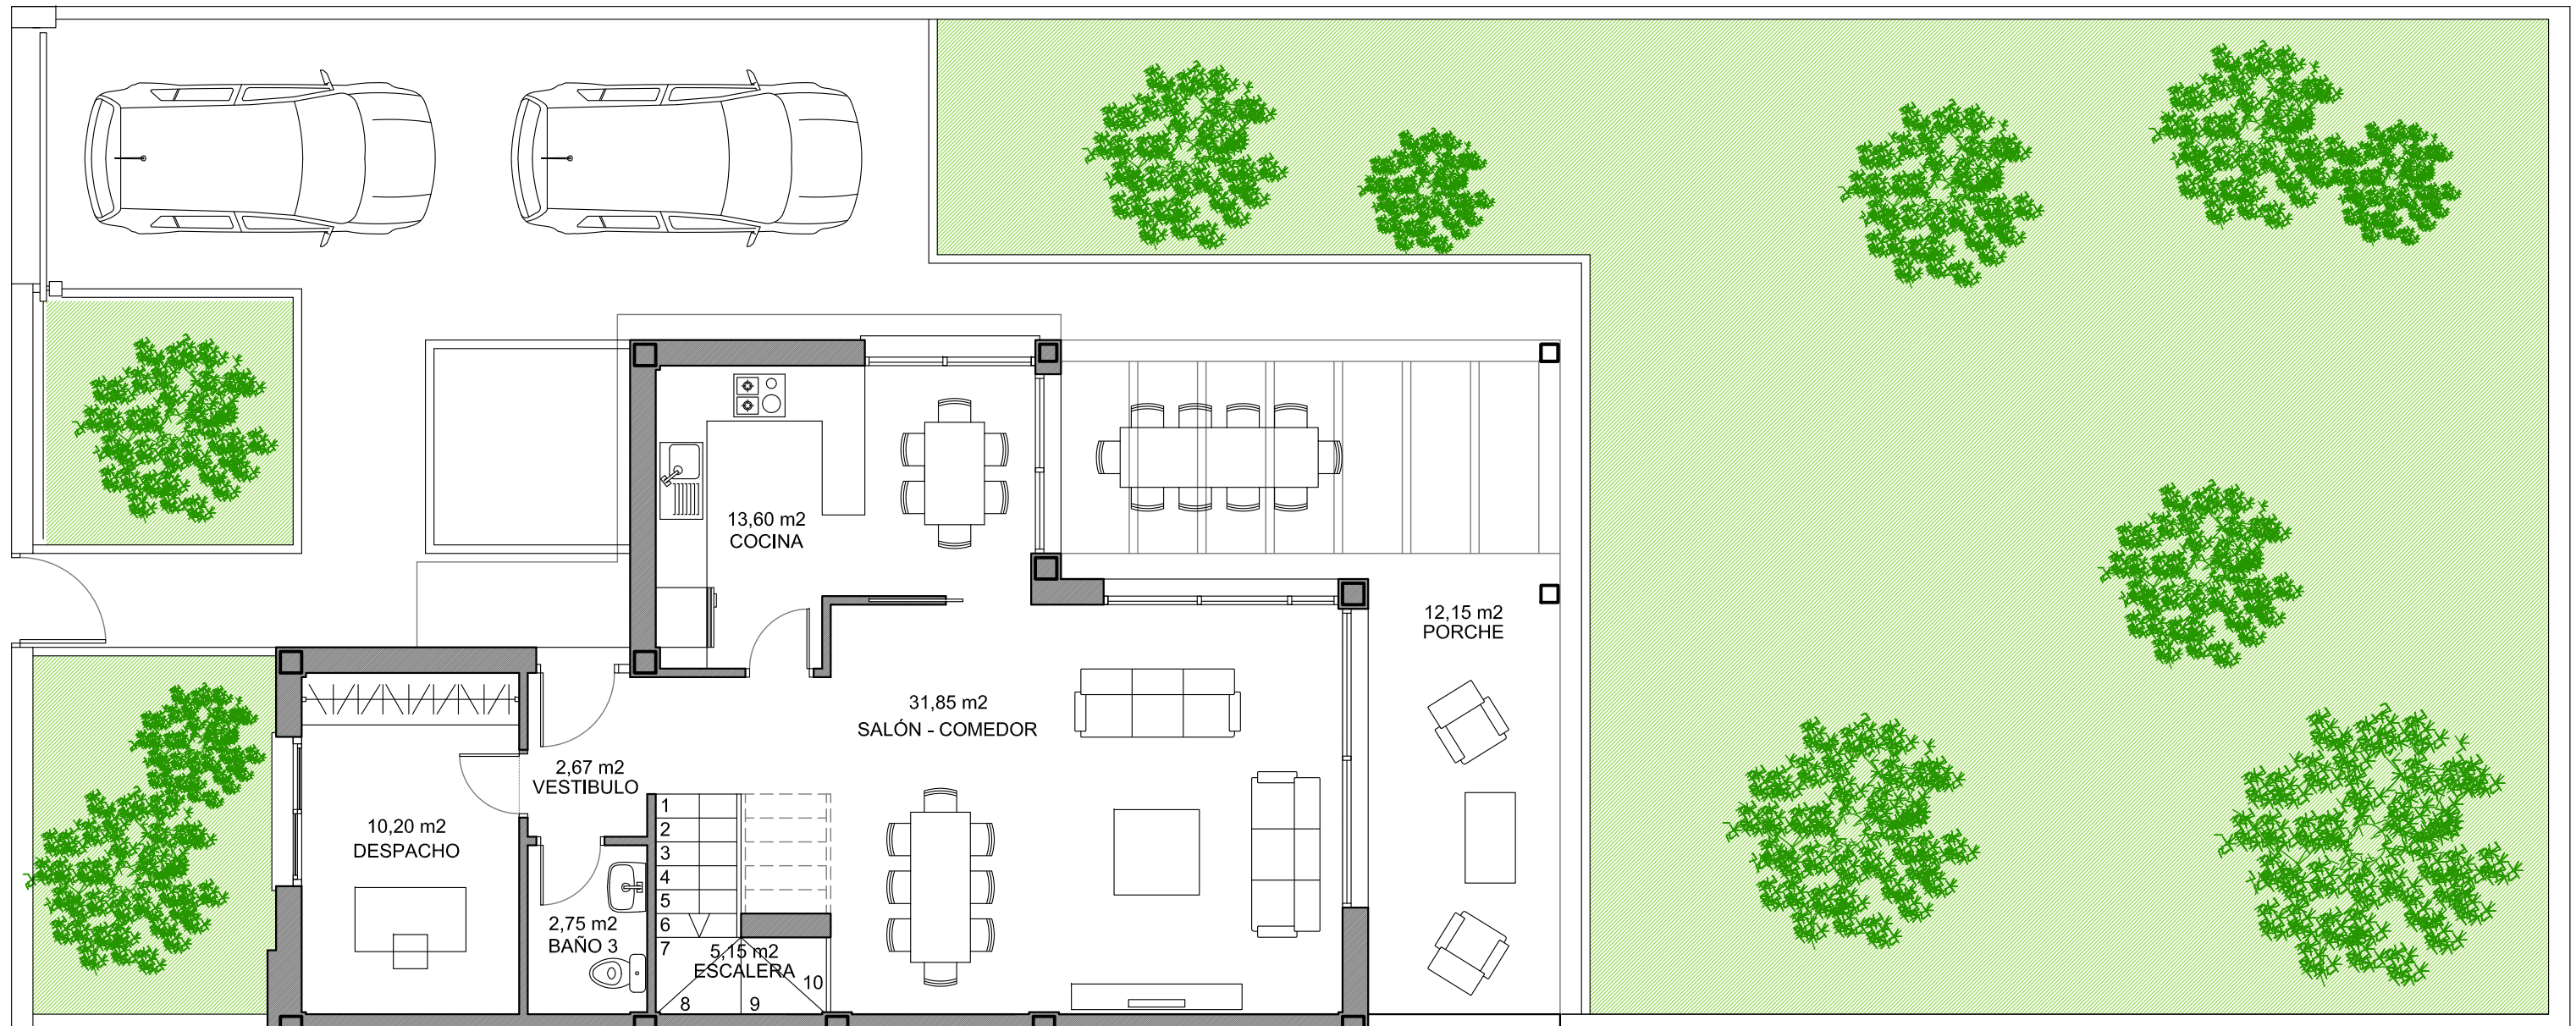 13,60 m2
COCINA
12,15 m2
PORCHE
31,85 m2
SALÓN - COMEDOR
2,67 m2
VESTIBULO
10,20 m2
DESPACHO
2,75 m2
BAÑO 3
1
2
3
4
5
6
7
5,15 m2
ESCALERA
8
9
10